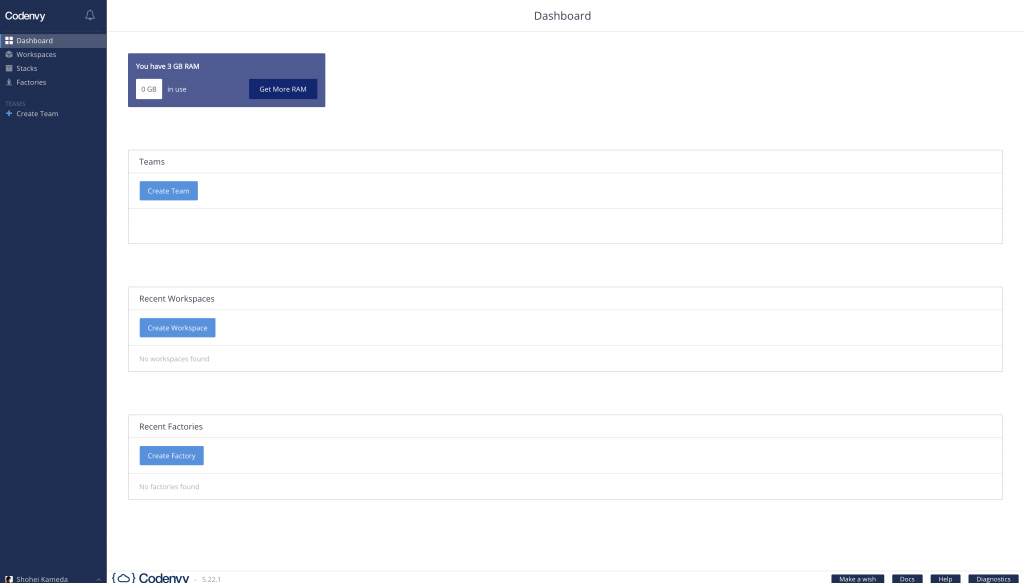 Codenvy
Dashboard
Dashboard
Workspaces
Stacks
Factories
TEAMS
Create Team
You have 3 GB RAM
0 GB in use Get More RAM
Teams
Create Team
Recent Workspaces
Create Workspace
No workspaces found
Recent Factories
Create Factory
No factories found
Shohei Kameda
Codenvy - 5.22.1
Make a wish Docs Help Diagnostics